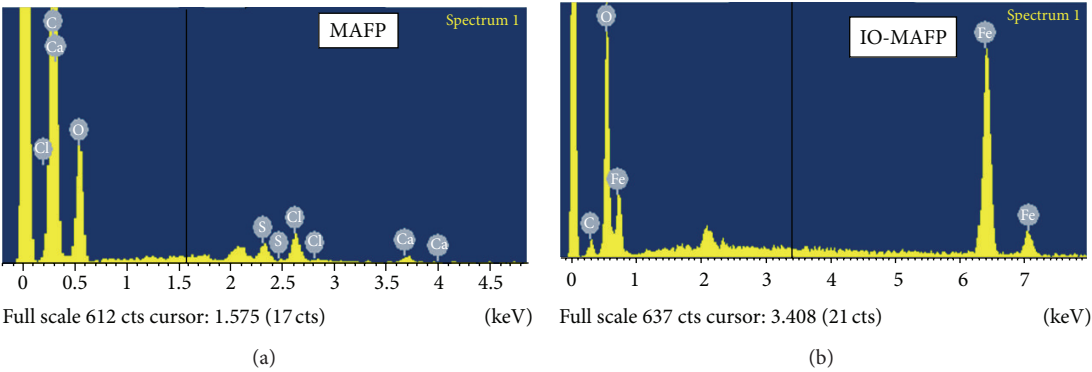 Spectrum 1
MAFP
C
Ca
Cl
O
S
S
Cl
Cl
Ca
Ca
0 0.5 1 1.5 2 2.5 3 3.5 4 4.5
Full scale 612 cts cursor: 1.575 (17 cts) (keV)
(a)
Spectrum 1
IO-MAFP
O
Fe
Fe
C
Fe
0 1 2 3 4 5 6 7
Full scale 637 cts cursor: 3.408 (21 cts) (keV)
(b)